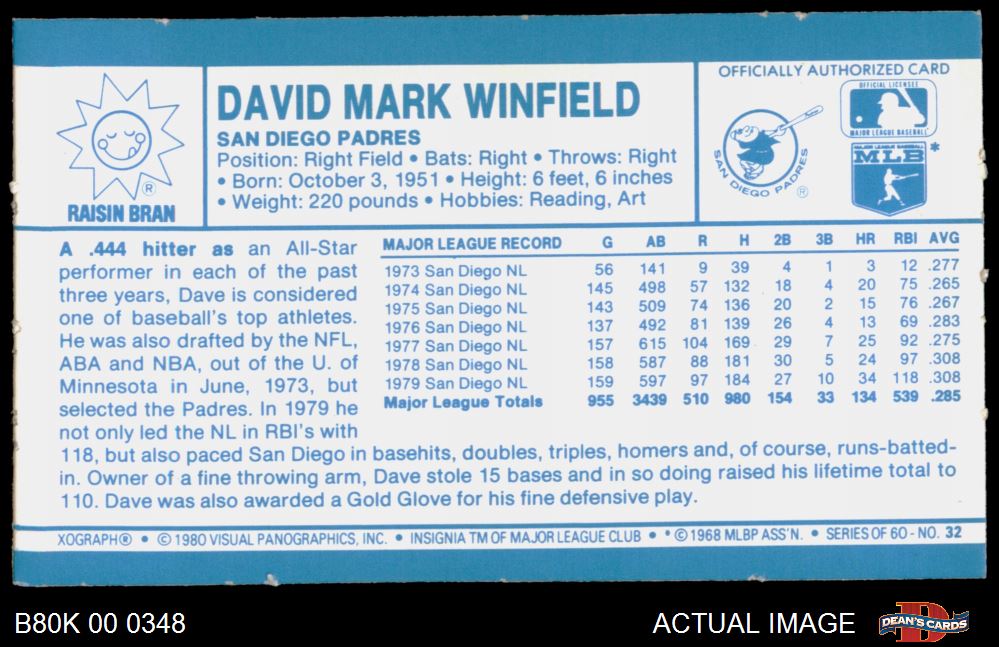 DAVID MARK WINFIELD
SAN DIEGO PADRES
Position: Right Field • Bats: Right • Throws: Right
• Born: October 3, 1951 • Height: 6 feet, 6 inches
• Weight: 220 pounds • Hobbies: Reading, Art
®
RAISIN BRAN
OFFICIALLY AUTHORIZED CARD
SAN DIEGO PADRES ®
OFFICIAL LICENSEE
MAJOR LEAGUE BASEBALL
MAJOR LEAGUE BASEBALL
MLB *
A .444 hitter as an All-Star
performer in each of the past
three years, Dave is considered
one of baseball's top athletes.
He was also drafted by the NFL,
ABA and NBA, out of the U. of
Minnesota in June, 1973, but
selected the Padres. In 1979 he
not only led the NL in RBI's with
118, but also paced San Diego in basehits, doubles, triples, homers and, of course, runs-batted-
in. Owner of a fine throwing arm, Dave stole 15 bases and in so doing raised his lifetime total to
110. Dave was also awarded a Gold Glove for his fine defensive play.
MAJOR LEAGUE RECORD G AB R H 2B 3B HR RBI AVG
1973 San Diego NL 56 141 9 39 4 1 3 12 .277
1974 San Diego NL 145 498 57 132 18 4 20 75 .265
1975 San Diego NL 143 509 74 136 20 2 15 76 .267
1976 San Diego NL 137 492 81 139 26 4 13 69 .283
1977 San Diego NL 157 615 104 169 29 7 25 92 .275
1978 San Diego NL 158 587 88 181 30 5 24 97 .308
1979 San Diego NL 159 597 97 184 27 10 34 118 .308
Major League Totals 955 3439 510 980 154 33 134 539 .285
XOGRAPH® • © 1980 VISUAL PANOGRAPHICS, INC. • INSIGNIA TM OF MAJOR LEAGUE CLUB • *© 1968 MLBP ASS'N. • SERIES OF 60 - NO. 32
B80K 00 0348
ACTUAL IMAGE
DEAN'S CARDS